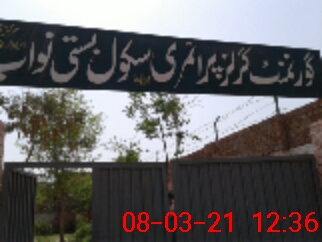 گورنمنٹ گرلز پرائمری سکول بستی نواب
08-03-21 12:36